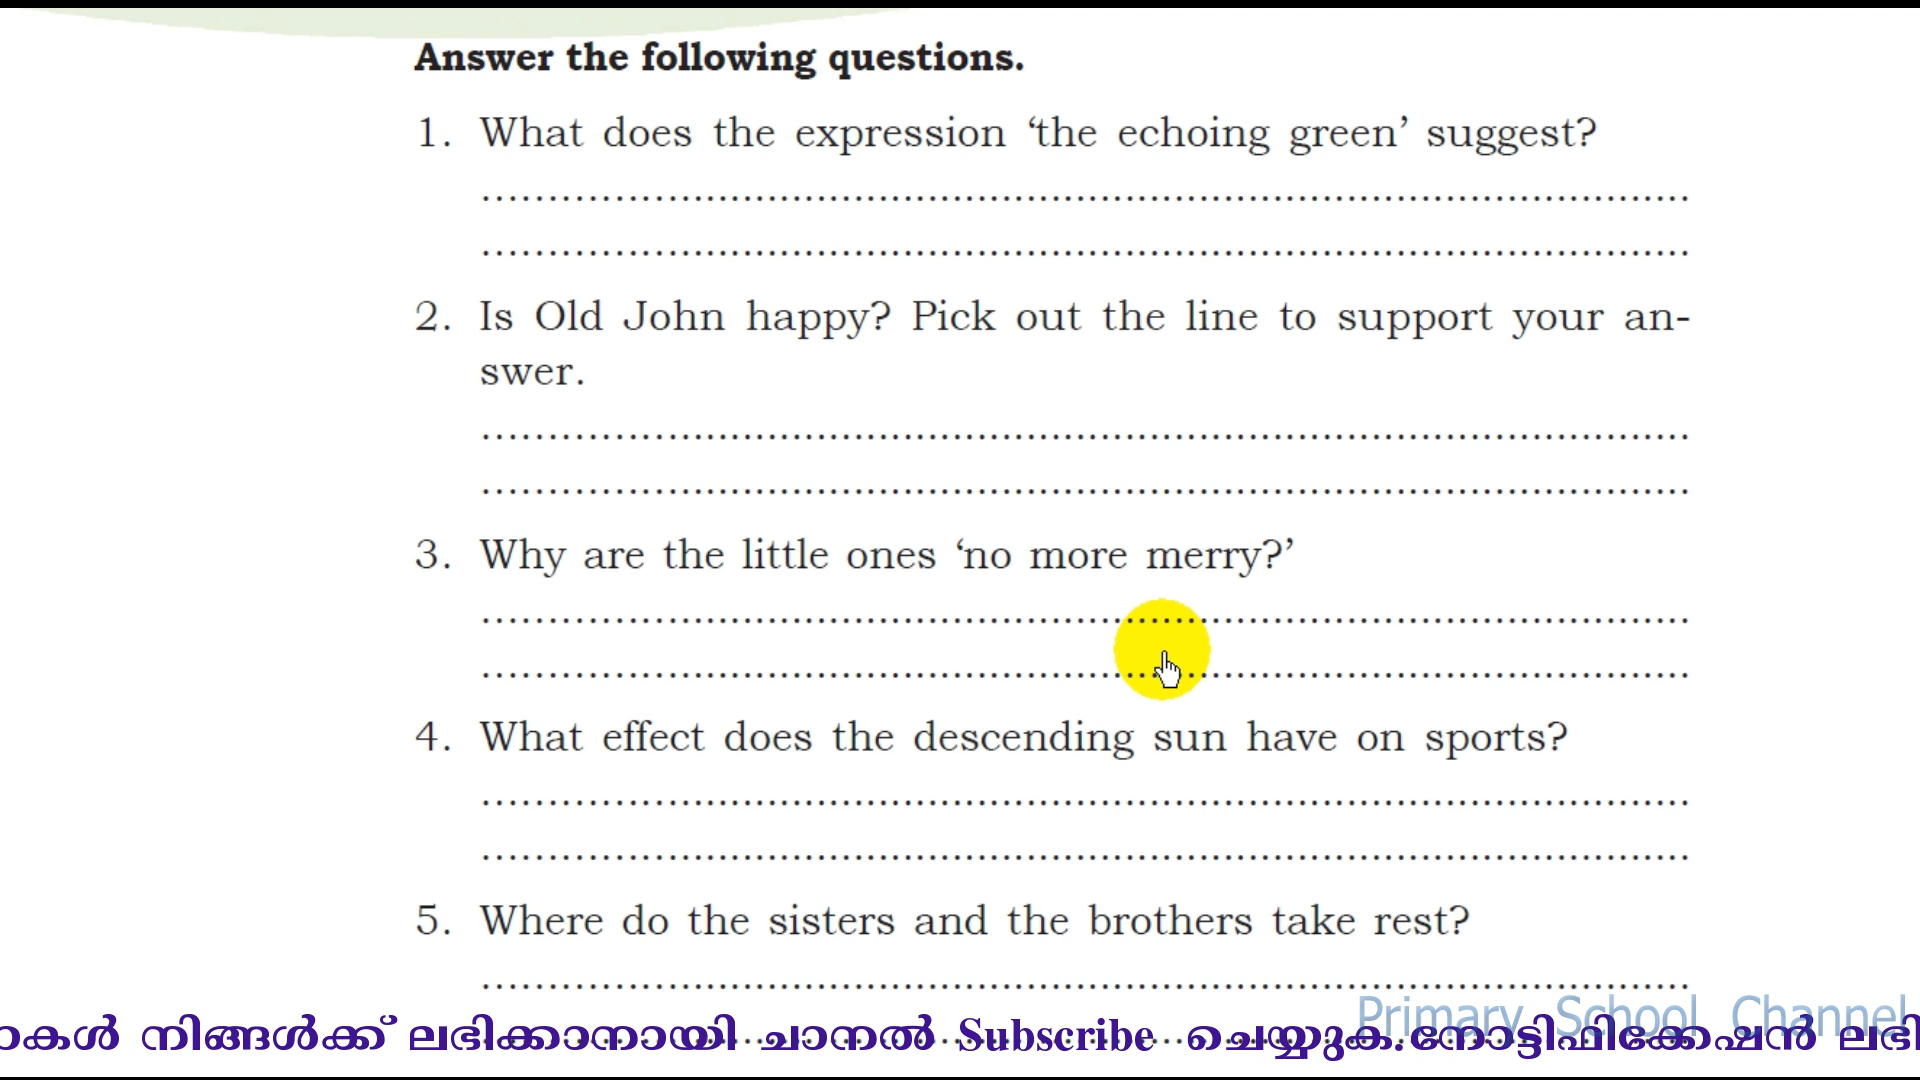 Answer the following questions.
1. What does the expression ‘the echoing green’ suggest?
2. Is Old John happy? Pick out the line to support your an-
swer.
3. Why are the little ones ‘no more merry?’
4. What effect does the descending sun have on sports?
5. Where do the sisters and the brothers take rest?
Primary School Channel
നിങ്ങൾക്ക് ലഭിക്കാനായി ചാനൽ Subscribe ചെയ്യുക.നോട്ടിഫിക്കേഷൻ